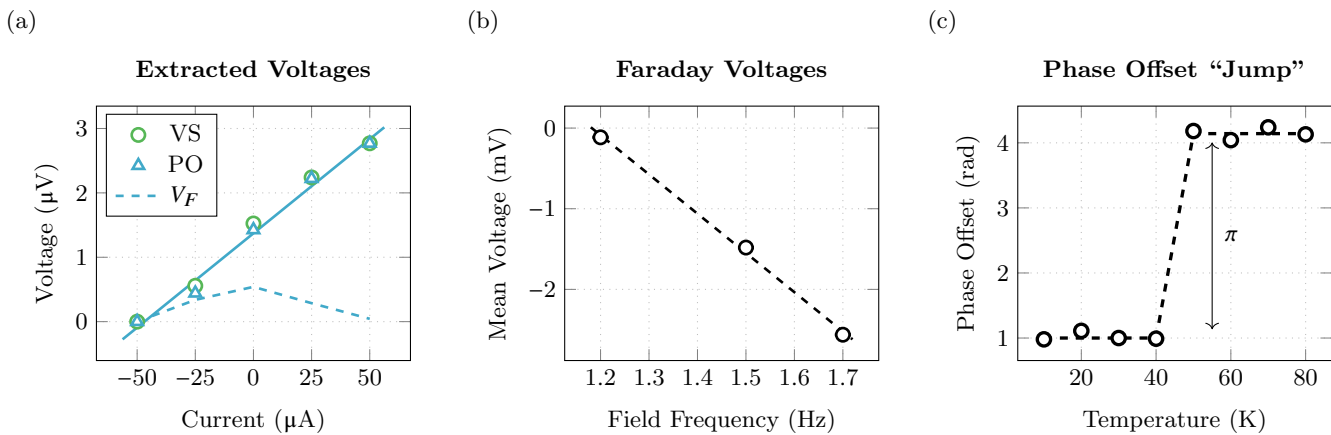 (a)
Extracted Voltages
Voltage (µV)
3
2
1
0
VS
PO
V_F
−50
−25
0
25
50
Current (µA)
(b)
Faraday Voltages
Mean Voltage (mV)
0
−1
−2
1.2
1.3
1.4
1.5
1.6
1.7
Field Frequency (Hz)
(c)
Phase Offset “Jump”
Phase Offset (rad)
4
3
2
1
π
20
40
60
80
Temperature (K)